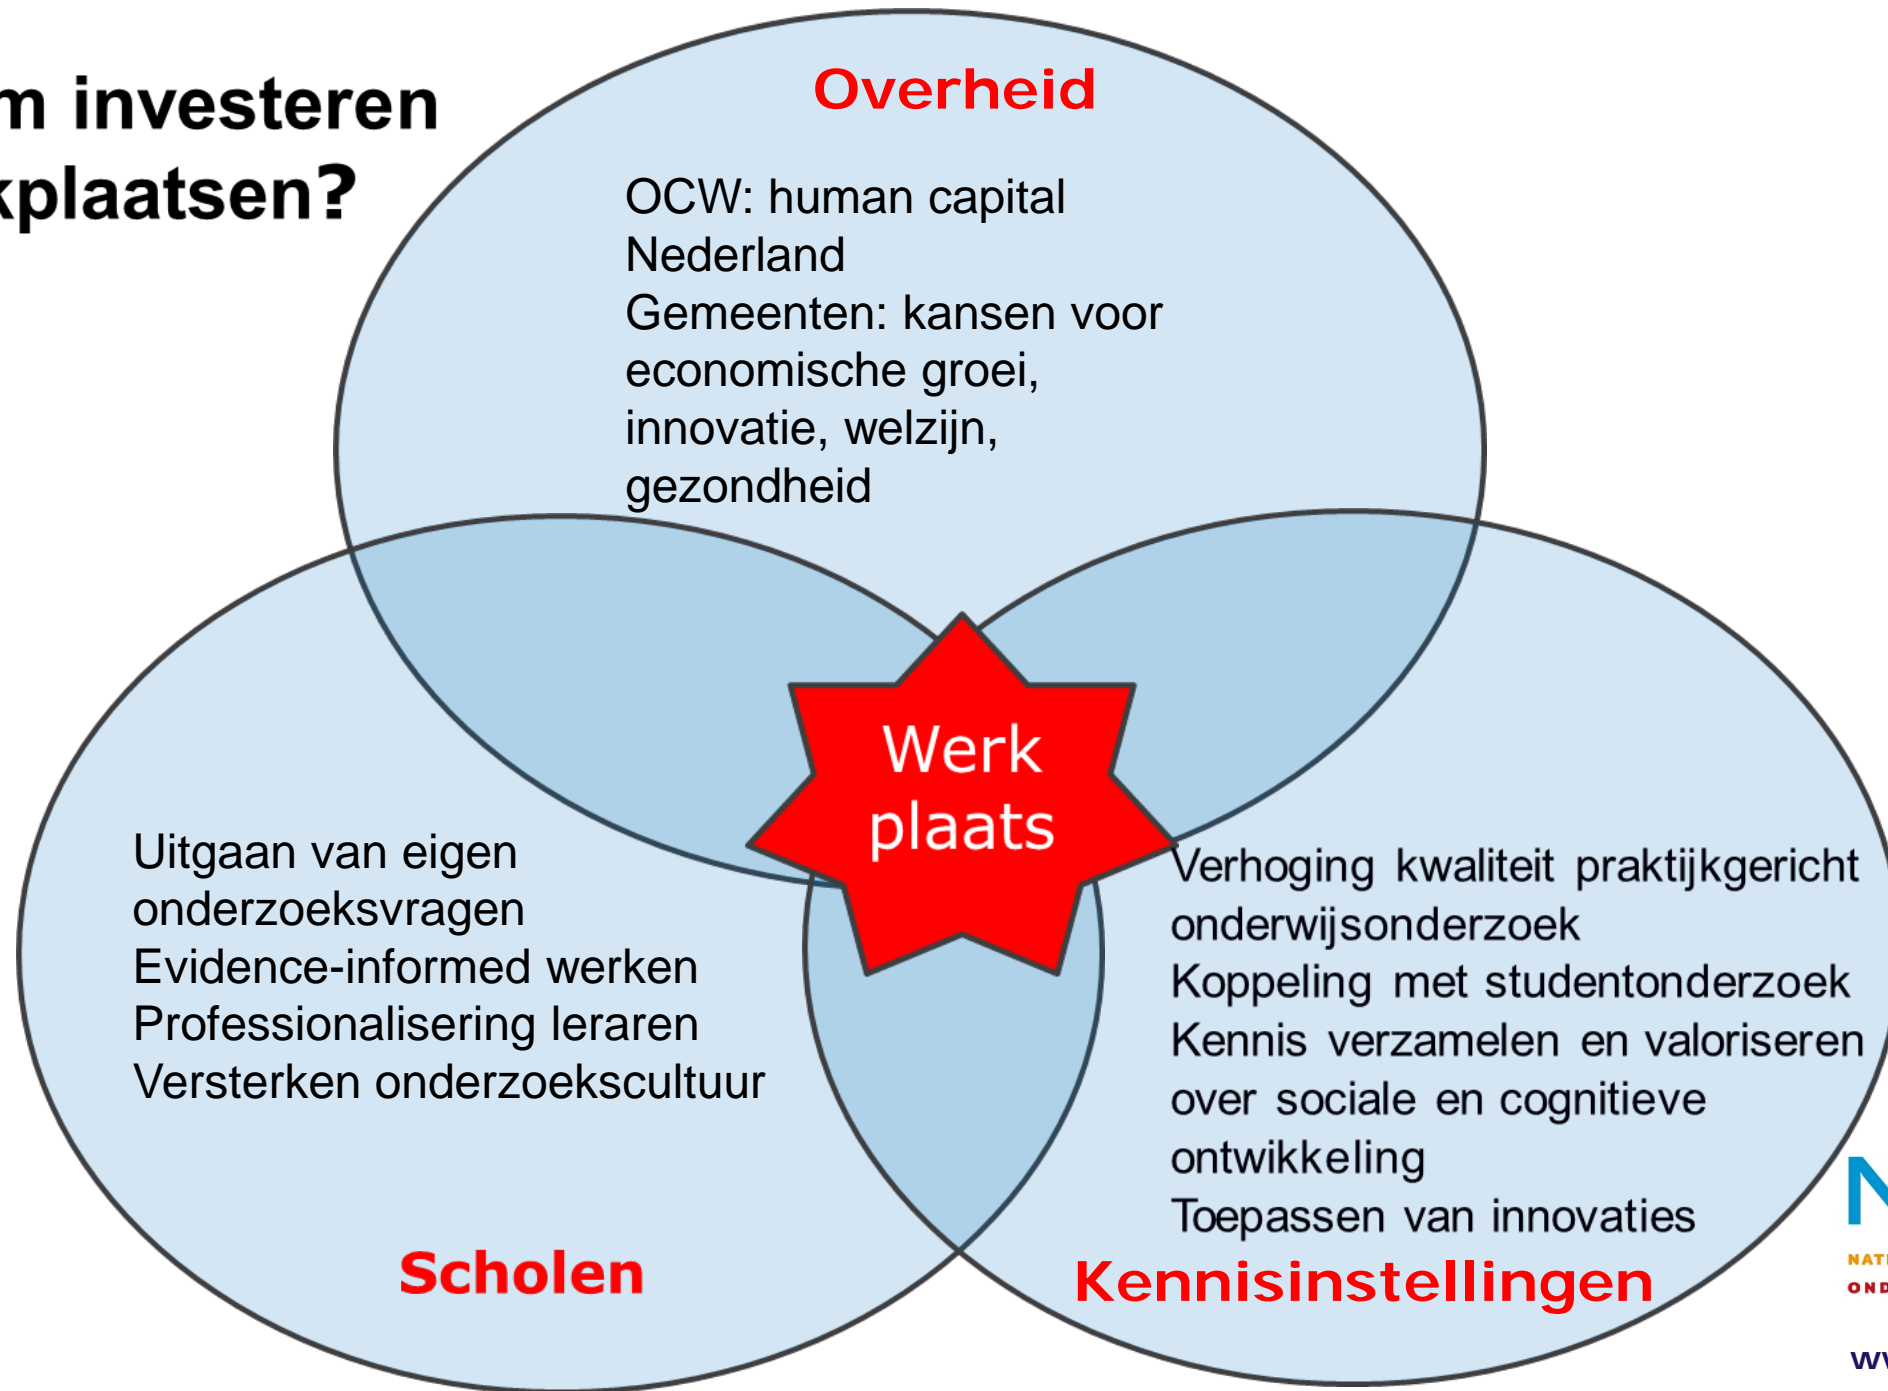 investeren
Overheid
OCW: human capital
Nederland
Gemeenten: kansen voor
economische groei,
innovatie, welzijn,
gezondheid
Werk
plaats
Uitgaan van eigen
onderzoeksvragen
Evidence-informed werken
Professionalisering leraren
Versterken onderzoekscultuur
Scholen
Verhoging kwaliteit praktijkgericht
onderwijsonderzoek
Koppeling met studentonderzoek
Kennis verzamelen en valoriseren
over sociale en cognitieve
ontwikkeling
Toepassen van innovaties
Kennisinstellingen